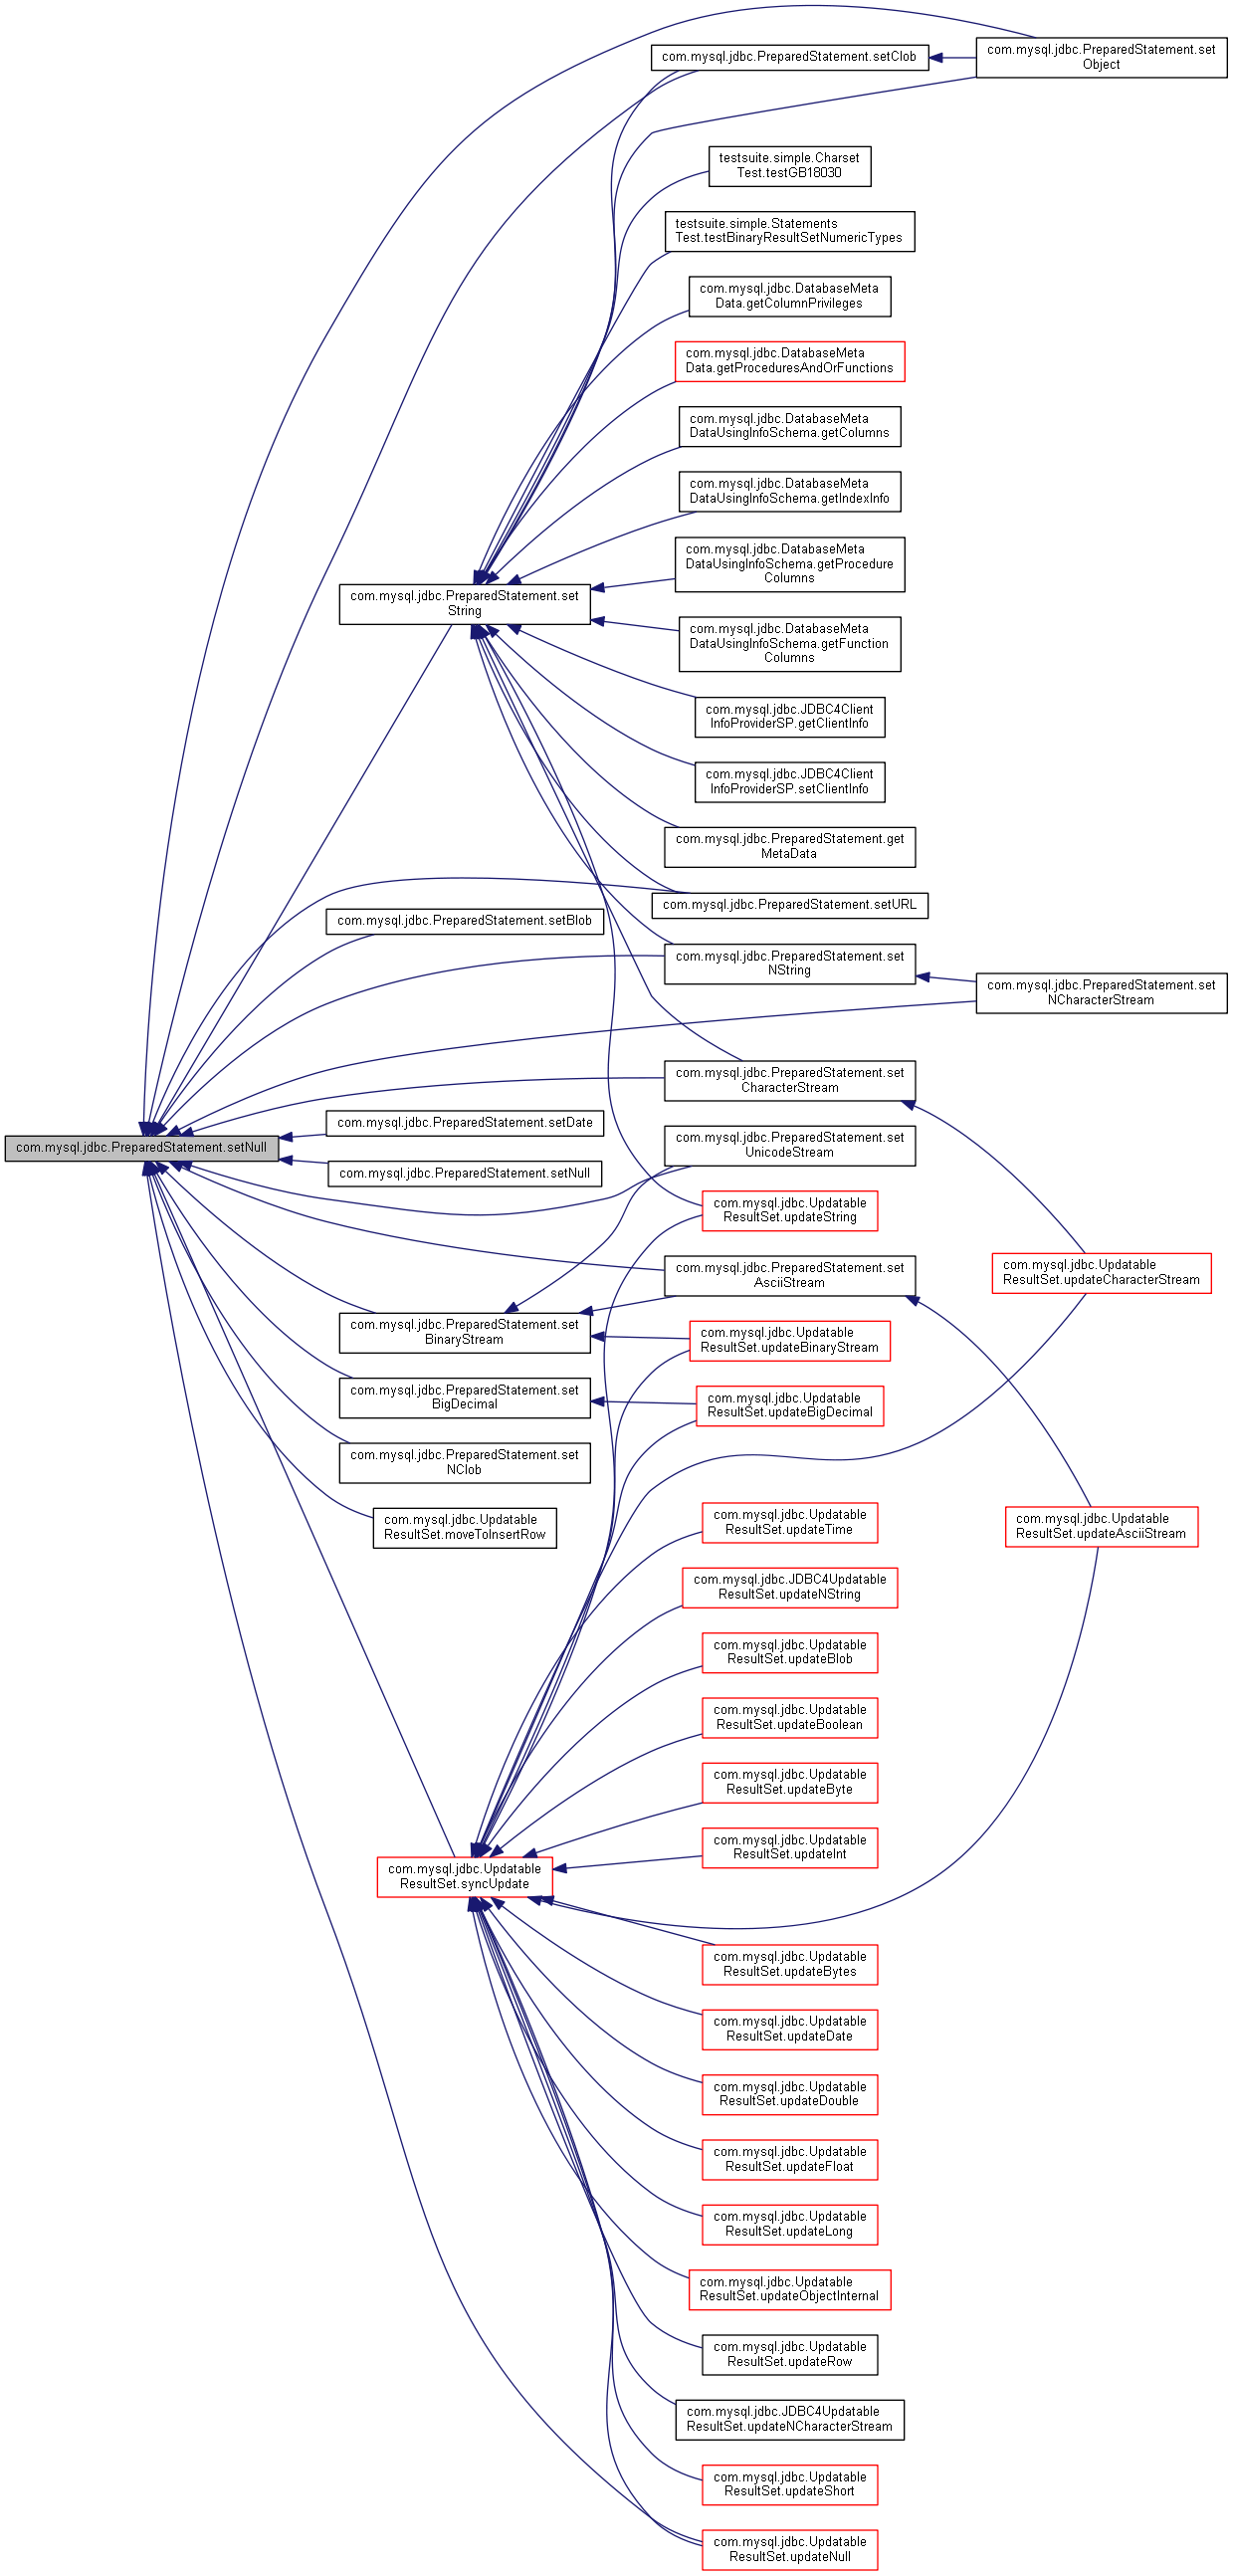 com.mysql.jdbc.PreparedStatement.setClob
com.mysql.jdbc.PreparedStatement.set
Object
testsuite.simple.Charset
Test.testGB18030
testsuite.simple.Statements
Test.testBinaryResultSetNumericTypes
com.mysql.jdbc.DatabaseMeta
Data.getColumnPrivileges
com.mysql.jdbc.DatabaseMeta
Data.getProceduresAndOrFunctions
com.mysql.jdbc.DatabaseMeta
DataUsingInfoSchema.getColumns
com.mysql.jdbc.DatabaseMeta
DataUsingInfoSchema.getIndexInfo
com.mysql.jdbc.DatabaseMeta
DataUsingInfoSchema.getProcedure
Columns
com.mysql.jdbc.PreparedStatement.set
String
com.mysql.jdbc.DatabaseMeta
DataUsingInfoSchema.getFunction
Columns
com.mysql.jdbc.JDBC4Client
InfoProviderSP.getClientInfo
com.mysql.jdbc.JDBC4Client
InfoProviderSP.setClientInfo
com.mysql.jdbc.PreparedStatement.get
MetaData
com.mysql.jdbc.PreparedStatement.setURL
com.mysql.jdbc.PreparedStatement.setBlob
com.mysql.jdbc.PreparedStatement.set
NString
com.mysql.jdbc.PreparedStatement.set
NCharacterStream
com.mysql.jdbc.PreparedStatement.set
CharacterStream
com.mysql.jdbc.PreparedStatement.setDate
com.mysql.jdbc.PreparedStatement.setNull
com.mysql.jdbc.PreparedStatement.set
UnicodeStream
com.mysql.jdbc.PreparedStatement.setNull
com.mysql.jdbc.Updatable
ResultSet.updateString
com.mysql.jdbc.PreparedStatement.set
AsciiStream
com.mysql.jdbc.Updatable
ResultSet.updateCharacterStream
com.mysql.jdbc.PreparedStatement.set
BinaryStream
com.mysql.jdbc.Updatable
ResultSet.updateBinaryStream
com.mysql.jdbc.PreparedStatement.set
BigDecimal
com.mysql.jdbc.Updatable
ResultSet.updateBigDecimal
com.mysql.jdbc.PreparedStatement.set
NClob
com.mysql.jdbc.Updatable
ResultSet.moveToInsertRow
com.mysql.jdbc.Updatable
ResultSet.updateTime
com.mysql.jdbc.Updatable
ResultSet.updateAsciiStream
com.mysql.jdbc.JDBC4Updatable
ResultSet.updateNString
com.mysql.jdbc.Updatable
ResultSet.updateBlob
com.mysql.jdbc.Updatable
ResultSet.updateBoolean
com.mysql.jdbc.Updatable
ResultSet.updateByte
com.mysql.jdbc.Updatable
ResultSet.updateInt
com.mysql.jdbc.Updatable
ResultSet.syncUpdate
com.mysql.jdbc.Updatable
ResultSet.updateBytes
com.mysql.jdbc.Updatable
ResultSet.updateDate
com.mysql.jdbc.Updatable
ResultSet.updateDouble
com.mysql.jdbc.Updatable
ResultSet.updateFloat
com.mysql.jdbc.Updatable
ResultSet.updateLong
com.mysql.jdbc.Updatable
ResultSet.updateObjectInternal
com.mysql.jdbc.Updatable
ResultSet.updateRow
com.mysql.jdbc.JDBC4Updatable
ResultSet.updateNCharacterStream
com.mysql.jdbc.Updatable
ResultSet.updateShort
com.mysql.jdbc.Updatable
ResultSet.updateNull